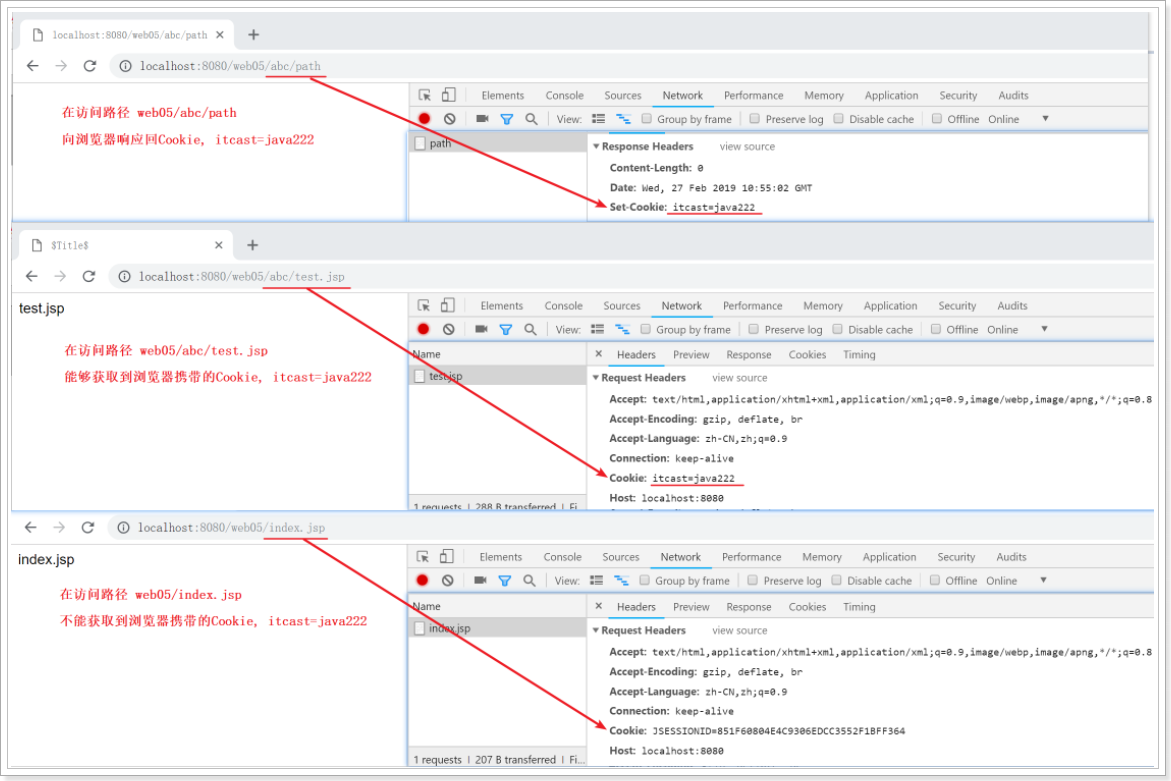 localhost:8080/web05/abc/path
localhost:8080/web05/abc/path
在访问路径 web05/abc/path
向浏览器响应回Cookie, itcast=java222
Elements Console Sources Network Performance Memory Application Security Audits
View: Group by frame Preserve log Disable cache Offline Online
path
Response Headers view source
Content-Length: 0
Date: Wed, 27 Feb 2019 10:55:02 GMT
Set-Cookie: itcast=java222
$Title$
localhost:8080/web05/abc/test.jsp
test.jsp
在访问路径 web05/abc/test.jsp
能够获取到浏览器携带的Cookie, itcast=java222
Elements Console Sources Network Performance Memory Application Security Audits
View: Group by frame Preserve log Disable cache Offline Online
Name
Headers Preview Response Cookies Timing
test.jsp
Request Headers view source
Accept: text/html,application/xhtml+xml,application/xml;q=0.9,image/webp,image/apng,*/*;q=0.8
Accept-Encoding: gzip, deflate, br
Accept-Language: zh-CN,zh;q=0.9
Connection: keep-alive
Cookie: itcast=java222
Host: localhost:8080
1 requests | 288 B transferred | Fi
localhost:8080/web05/index.jsp
index.jsp
在访问路径 web05/index.jsp
不能获取到浏览器携带的Cookie, itcast=java222
Elements Console Sources Network Performance Memory Application Security Audits
View: Group by frame Preserve log Disable cache Offline Online
Name
Headers Preview Response Cookies Timing
index.jsp
Request Headers view source
Accept: text/html,application/xhtml+xml,application/xml;q=0.9,image/webp,image/apng,*/*;q=0.8
Accept-Encoding: gzip, deflate, br
Accept-Language: zh-CN,zh;q=0.9
Connection: keep-alive
Cookie: JSESSIONID=851F60804E4C9306EDCC3552F1BFF364
Host: localhost:8080
1 requests | 207 B transferred | Fi...